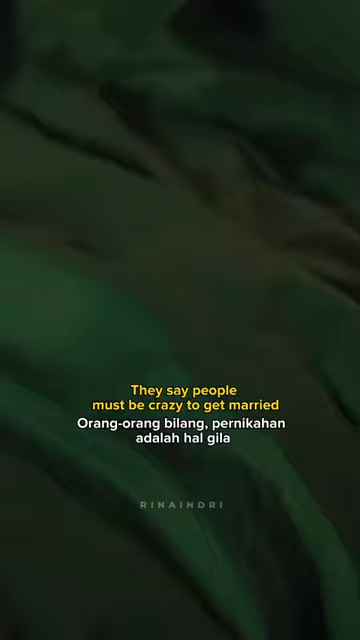 They say people
must be crazy to get married
Orang-orang bilang, pernikahan
adalah hal gila
RINAINDRI